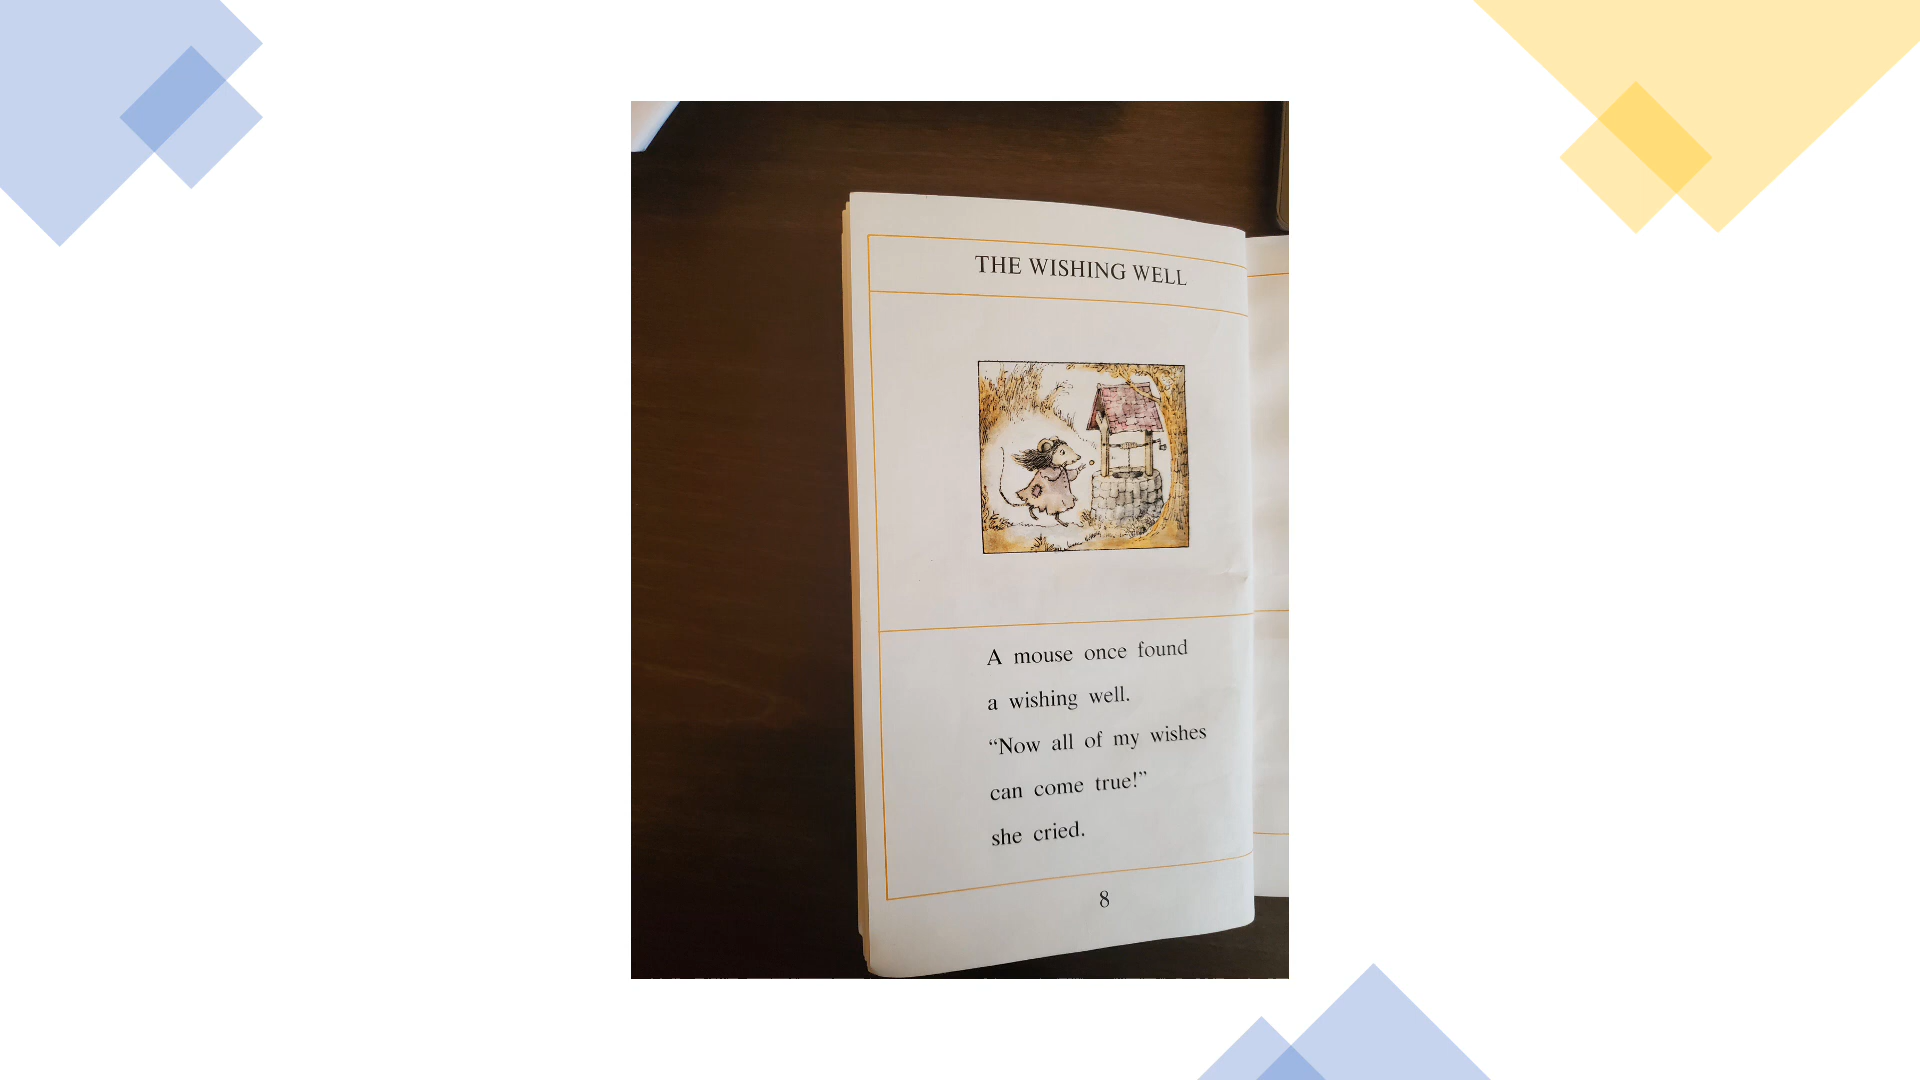 THE WISHING WELL
A mouse once found
a wishing well.
“Now all of my wishes
can come true!”
she cried.
8